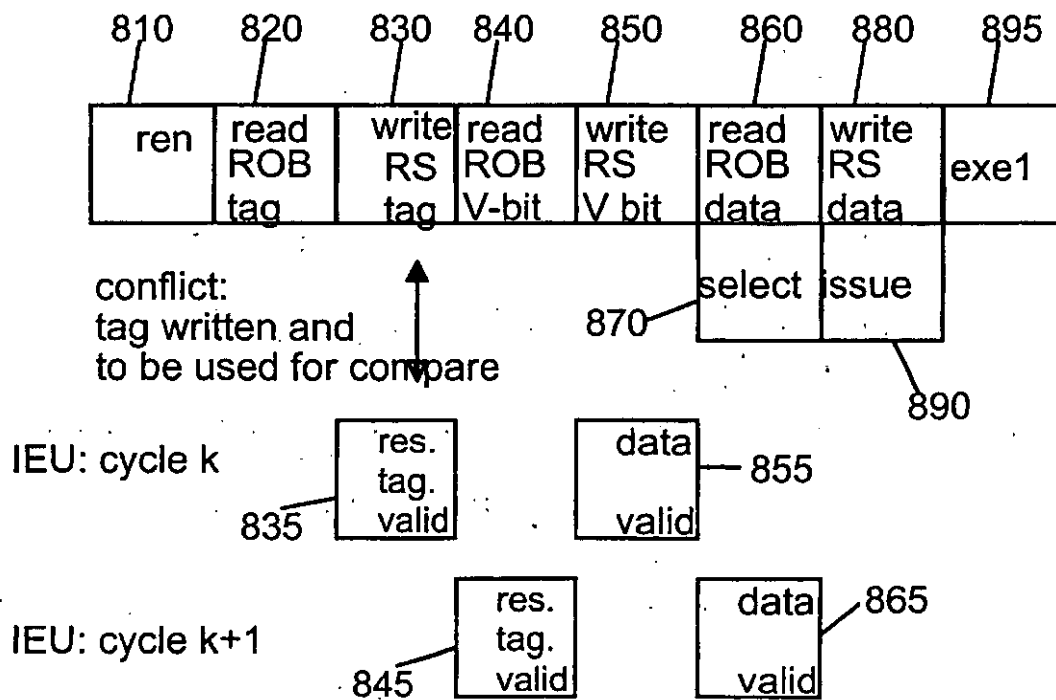 810 820 830 840 850 860 880 895
ren read write read write read write exe1
ROB RS ROB RS ROB RS
tag tag V-bit V bit data data
conflict:
tag written and
to be used for compare
870 select issue
890
IEU: cycle k
res. data
tag.
valid valid
835 855
IEU: cycle k+1
res. data
tag.
valid valid
845 865